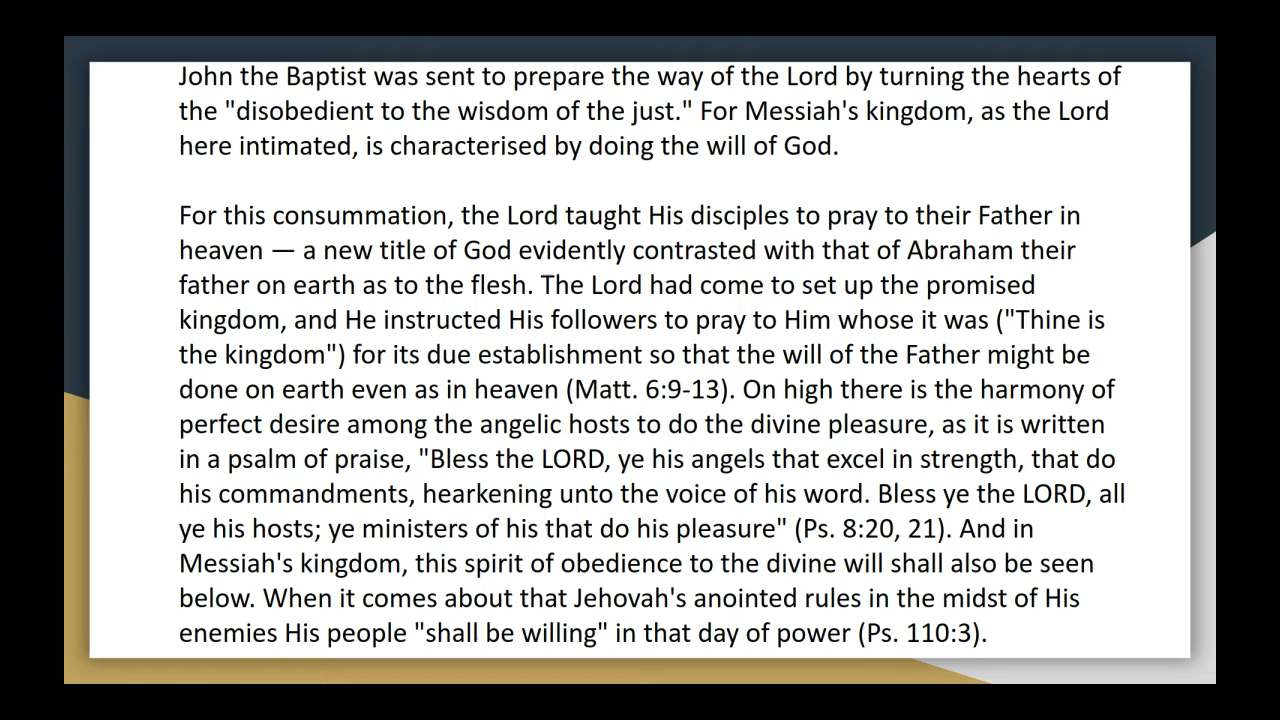 John the Baptist was sent to prepare the way of the Lord by turning the hearts of
the "disobedient to the wisdom of the just." For Messiah's kingdom, as the Lord
here intimated, is characterised by doing the will of God.
For this consummation, the Lord taught His disciples to pray to their Father in
heaven — a new title of God evidently contrasted with that of Abraham their
father on earth as to the flesh. The Lord had come to set up the promised
kingdom, and He instructed His followers to pray to Him whose it was ("Thine is
the kingdom") for its due establishment so that the will of the Father might be
done on earth even as in heaven (Matt. 6:9-13). On high there is the harmony of
perfect desire among the angelic hosts to do the divine pleasure, as it is written
in a psalm of praise, "Bless the LORD, ye his angels that excel in strength, that do
his commandments, hearkening unto the voice of his word. Bless ye the LORD, all
ye his hosts; ye ministers of his that do his pleasure" (Ps. 8:20, 21). And in
Messiah's kingdom, this spirit of obedience to the divine will shall also be seen
below. When it comes about that Jehovah's anointed rules in the midst of His
enemies His people "shall be willing" in that day of power (Ps. 110:3).